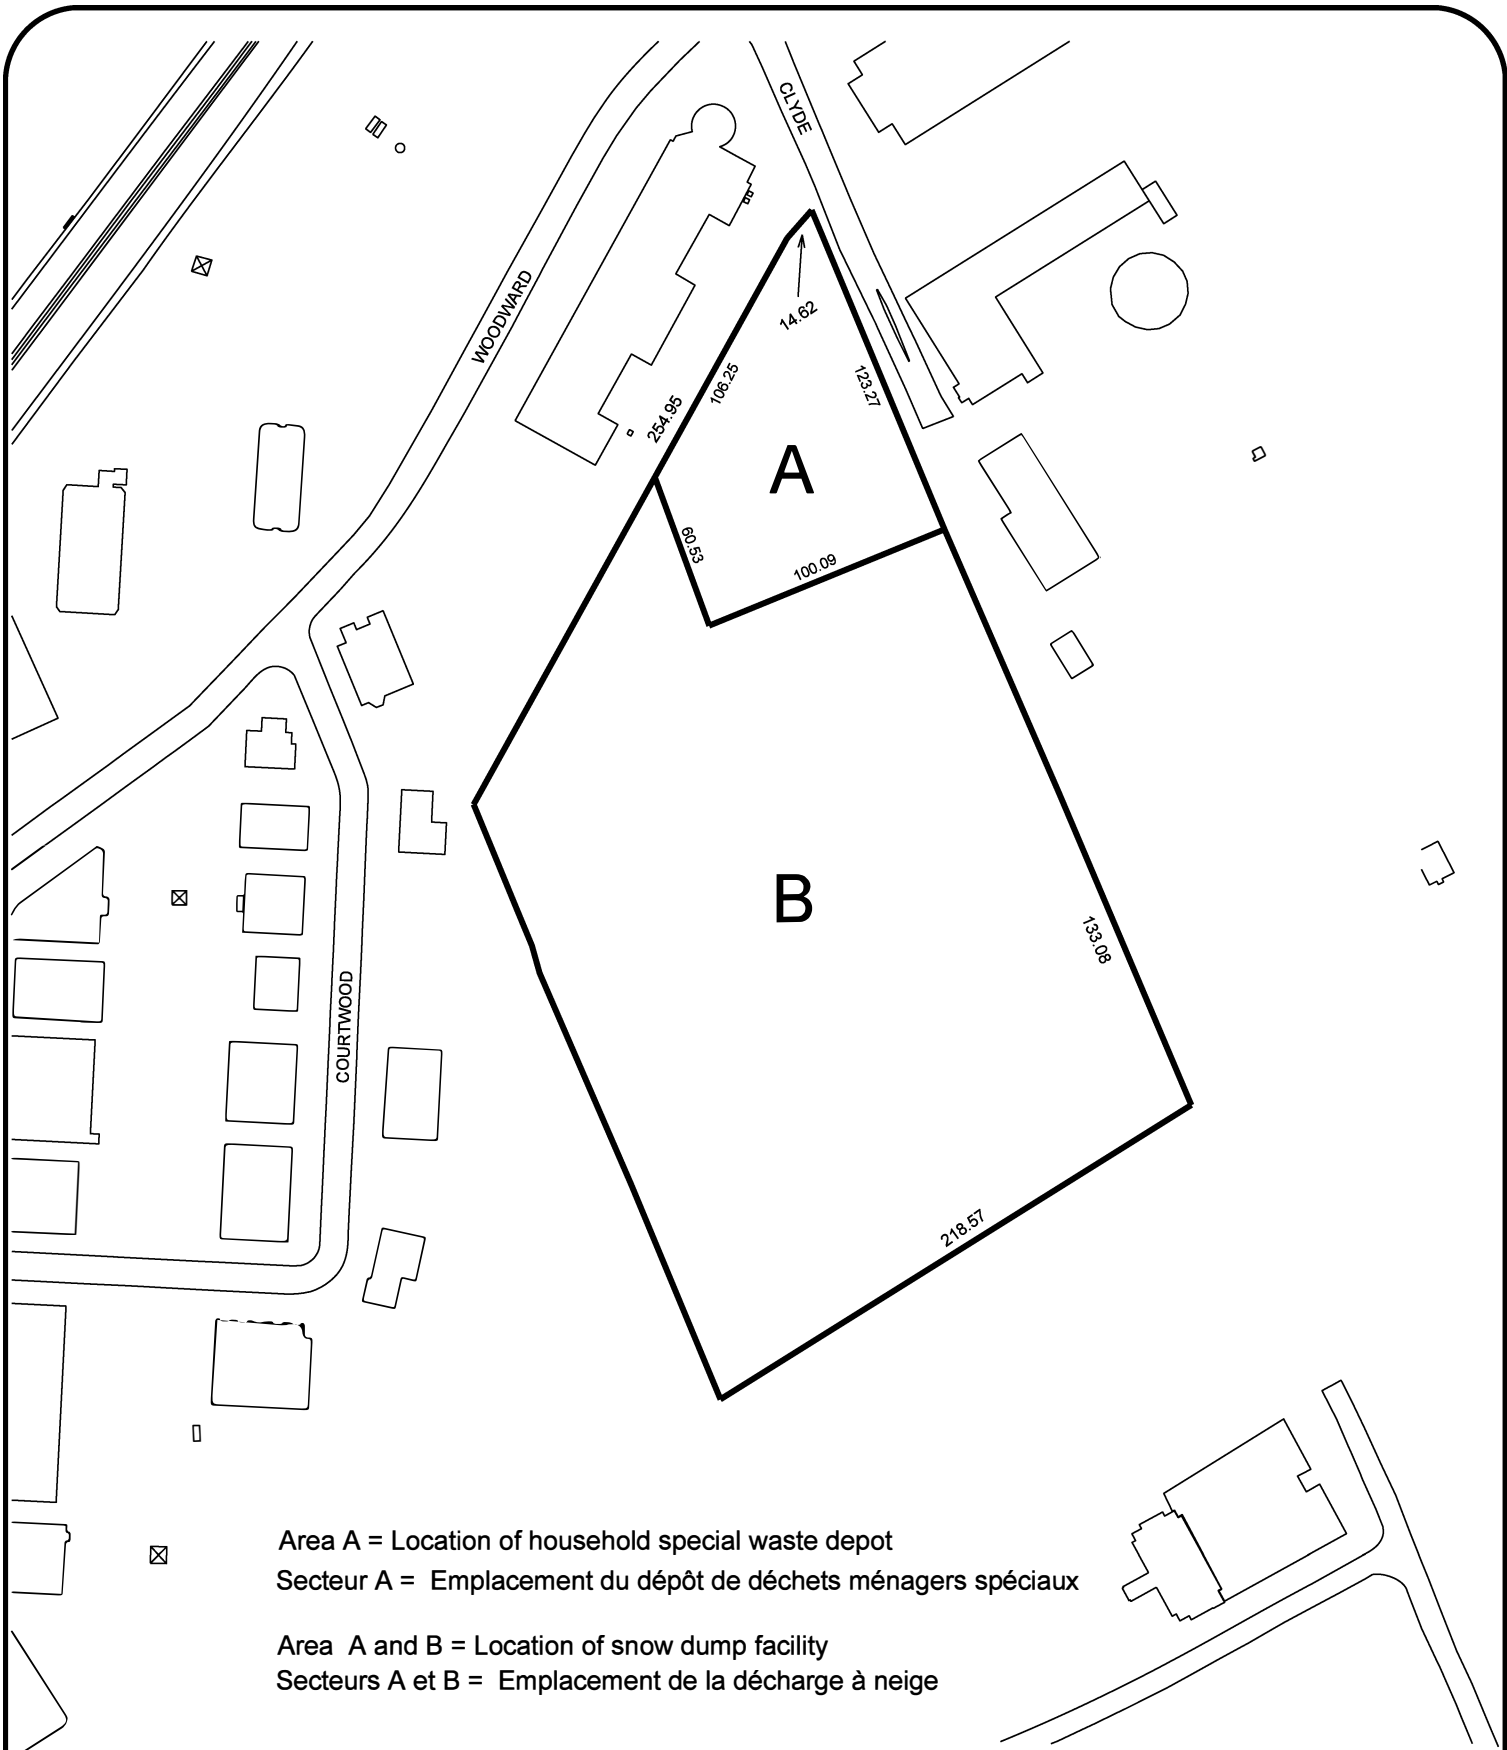 CLYDE
WOODWARD
14.62
106.25
123.27
254.95
A
60.53
100.09
B
133.08
COURTWOOD
218.57
Area A = Location of household special waste depot
Secteur A = Emplacement du dépôt de déchets ménagers spéciaux
Area A and B = Location of snow dump facility
Secteurs A et B = Emplacement de la décharge à neige